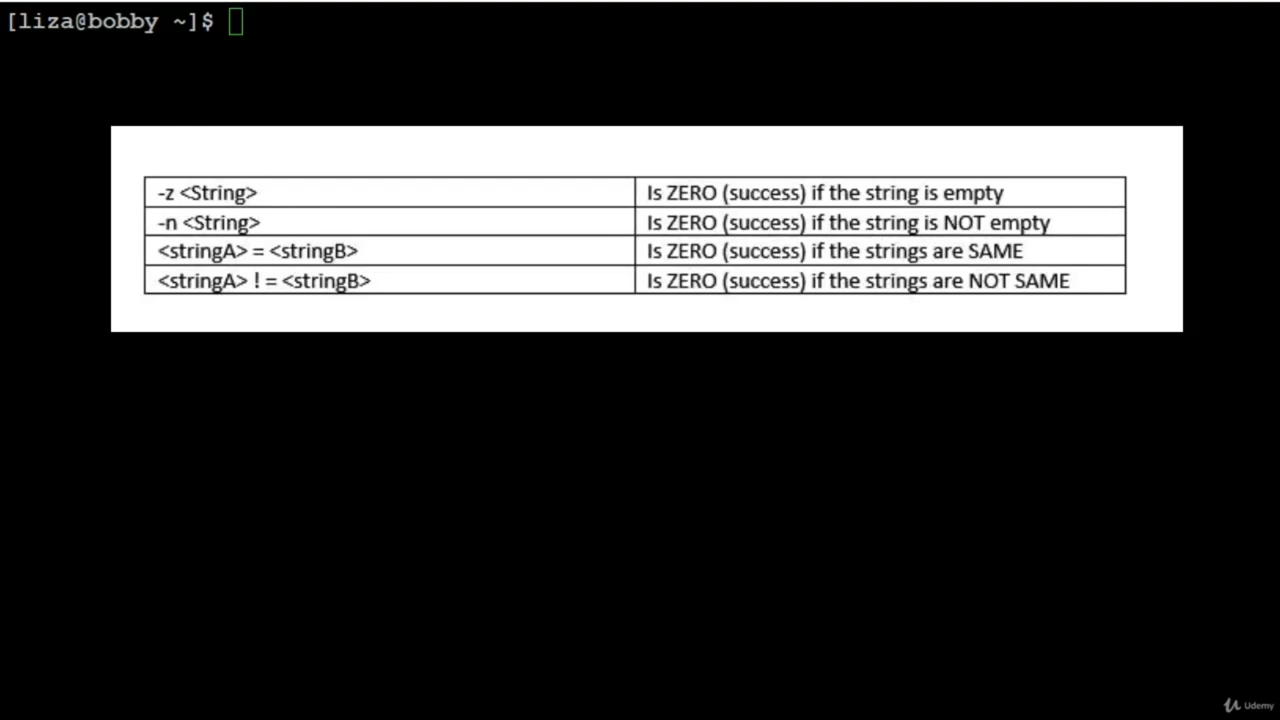 [liza@bobby ~]$
-z <String> Is ZERO (success) if the string is empty
-n <String> Is ZERO (success) if the string is NOT empty
<stringA> = <stringB> Is ZERO (success) if the strings are SAME
<stringA> ! = <stringB> Is ZERO (success) if the strings are NOT SAME
Udemy